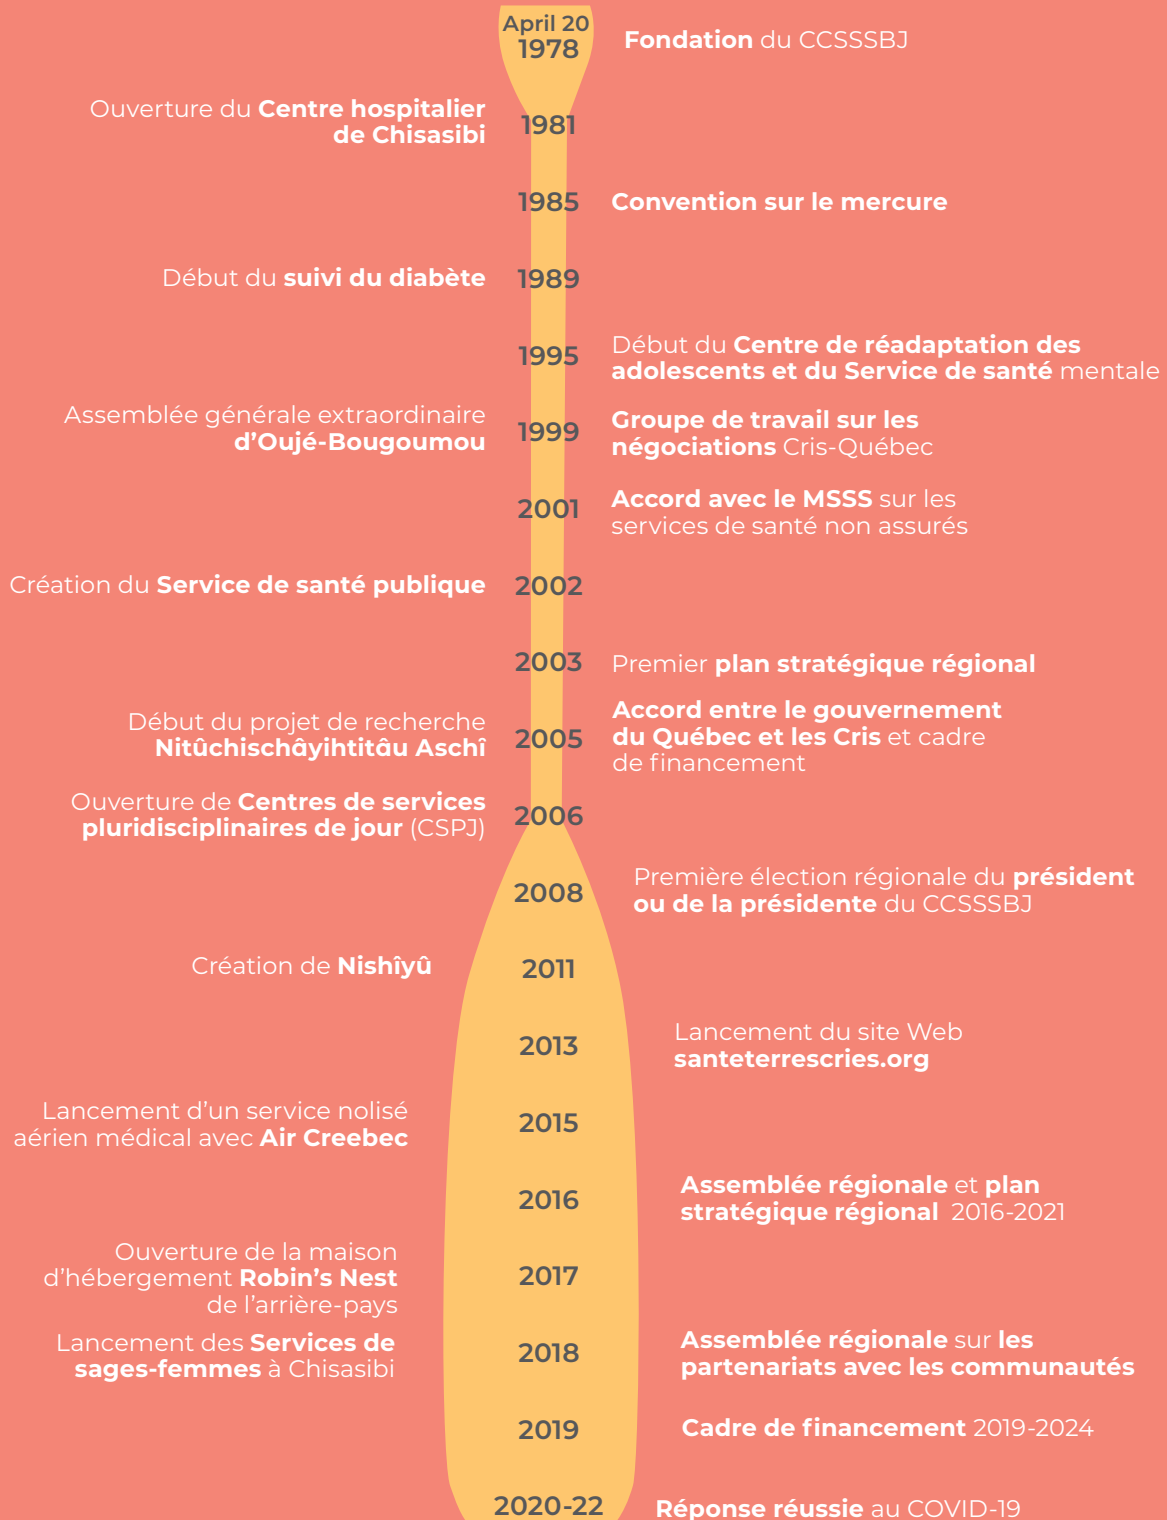 April 20
1978
Fondation du CCSSSBJ
Ouverture du Centre hospitalier
de Chisasibi
1981
1985
Convention sur le mercure
Début du suivi du diabète
1989
1995
Début du Centre de réadaptation des
adolescents et du Service de santé mentale
Assemblée générale extraordinaire
d'Oujé-Bougoumou
1999
Groupe de travail sur les
négociations Cris-Québec
2001
Accord avec le MSSS sur les
services de santé non assurés
Création du Service de santé publique
2002
2003
Premier plan stratégique régional
Début du projet de recherche
Nitûchischâyihtitâu Aschî
2005
Accord entre le gouvernement
du Québec et les Cris et cadre
de financement
Ouverture de Centres de services
pluridisciplinaires de jour (CSPJ)
2006
2008
Première élection régionale du président
ou de la présidente du CCSSSBJ
Création de Nishîyû
2011
2013
Lancement du site Web
santeterrescries.org
Lancement d'un service nolisé
aérien médical avec Air Creebec
2015
2016
Assemblée régionale et plan
stratégique régional 2016-2021
Ouverture de la maison
d'hébergement Robin's Nest
de l'arrière-pays
2017
Lancement des Services de
sages-femmes à Chisasibi
2018
Assemblée régionale sur les
partenariats avec les communautés
2019
Cadre de financement 2019-2024
2020-22
Réponse réussie au COVID-19